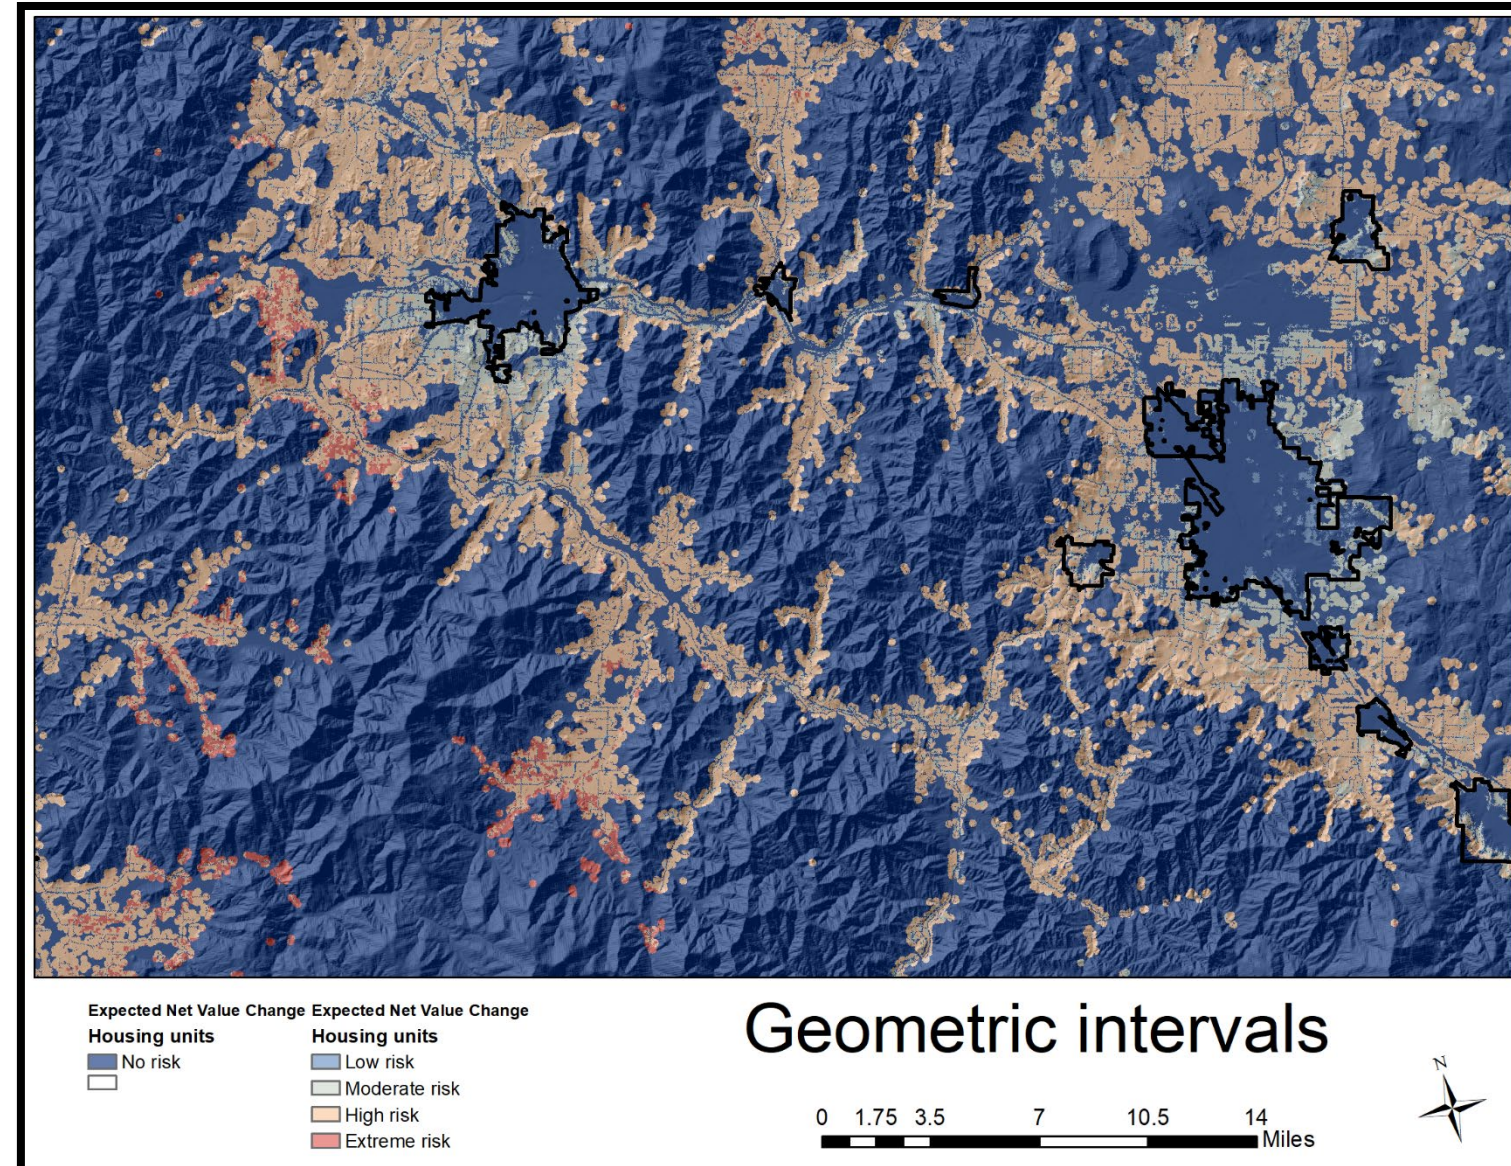 Expected Net Value Change Expected Net Value Change
Housing units Housing units
No risk Low risk
Moderate risk
High risk
Extreme risk
Geometric intervals
N
0 1.75 3.5 7 10.5 14
Miles